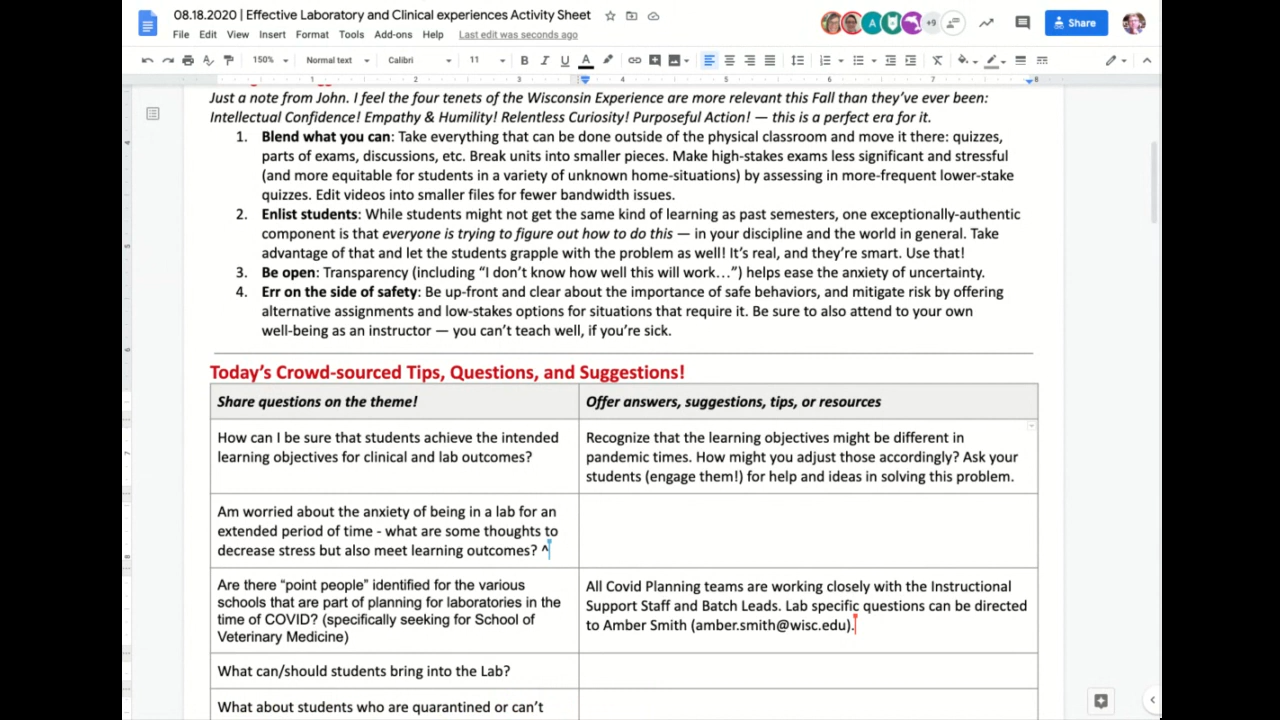 08.18.2020 | Effective Laboratory and Clinical experiences Activity Sheet
+9
Share
File Edit View Insert Format Tools Add-ons Help Last edit was seconds ago
150% Normal text Calibri 11 B I U A
1 2 3 4 5 6 7 8
Just a note from John. I feel the four tenets of the Wisconsin Experience are more relevant this Fall than they've ever been:
Intellectual Confidence! Empathy & Humility! Relentless Curiosity! Purposeful Action! — this is a perfect era for it.
1. Blend what you can: Take everything that can be done outside of the physical classroom and move it there: quizzes,
parts of exams, discussions, etc. Break units into smaller pieces. Make high-stakes exams less significant and stressful
(and more equitable for students in a variety of unknown home-situations) by assessing in more-frequent lower-stake
quizzes. Edit videos into smaller files for fewer bandwidth issues.
2. Enlist students: While students might not get the same kind of learning as past semesters, one exceptionally-authentic
component is that everyone is trying to figure out how to do this — in your discipline and the world in general. Take
advantage of that and let the students grapple with the problem as well! It's real, and they're smart. Use that!
3. Be open: Transparency (including “I don't know how well this will work…”) helps ease the anxiety of uncertainty.
4. Err on the side of safety: Be up-front and clear about the importance of safe behaviors, and mitigate risk by offering
alternative assignments and low-stakes options for situations that require it. Be sure to also attend to your own
well-being as an instructor — you can't teach well, if you're sick.
Today's Crowd-sourced Tips, Questions, and Suggestions!
Share questions on the theme!
Offer answers, suggestions, tips, or resources
How can I be sure that students achieve the intended
learning objectives for clinical and lab outcomes?
Recognize that the learning objectives might be different in
pandemic times. How might you adjust those accordingly? Ask your
students (engage them!) for help and ideas in solving this problem.
Am worried about the anxiety of being in a lab for an
extended period of time - what are some thoughts to
decrease stress but also meet learning outcomes? ^
Are there “point people” identified for the various
schools that are part of planning for laboratories in the
time of COVID? (specifically seeking for School of
Veterinary Medicine)
All Covid Planning teams are working closely with the Instructional
Support Staff and Batch Leads. Lab specific questions can be directed
to Amber Smith (amber.smith@wisc.edu).
What can/should students bring into the Lab?
What about students who are quarantined or can't